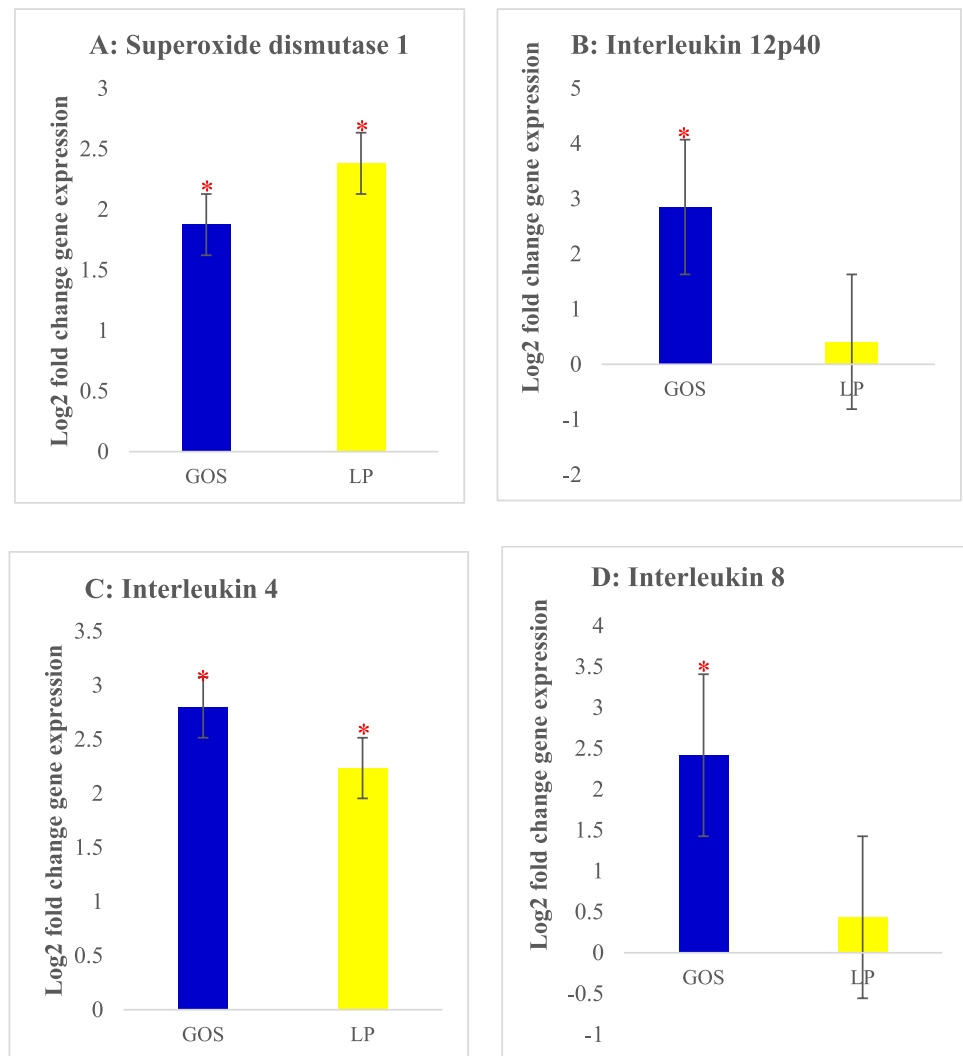 A: Superoxide dismutase 1
Log2 fold change gene expression
3
2.5
2
1.5
1
0.5
0
*
*
GOS
LP
B: Interleukin 12p40
Log2 fold change gene expression
5
4
3
2
1
0
-1
-2
*
GOS
LP
C: Interleukin 4
Log2 fold change gene expression
3.5
3
2.5
2
1.5
1
0.5
0
*
*
GOS
LP
D: Interleukin 8
Log2 fold change gene expression
4
3.5
3
2.5
2
1.5
1
0.5
0
-0.5
-1
*
GOS
LP